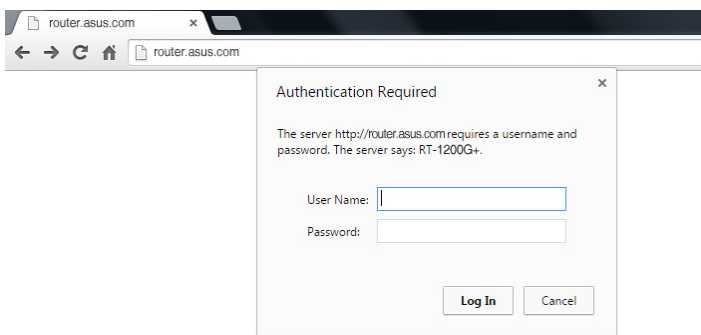 router.asus.com
router.asus.com
Authentication Required
The server http://router.asus.com requires a username and
password. The server says: RT-1200G+.
User Name:
Password:
Log In
Cancel